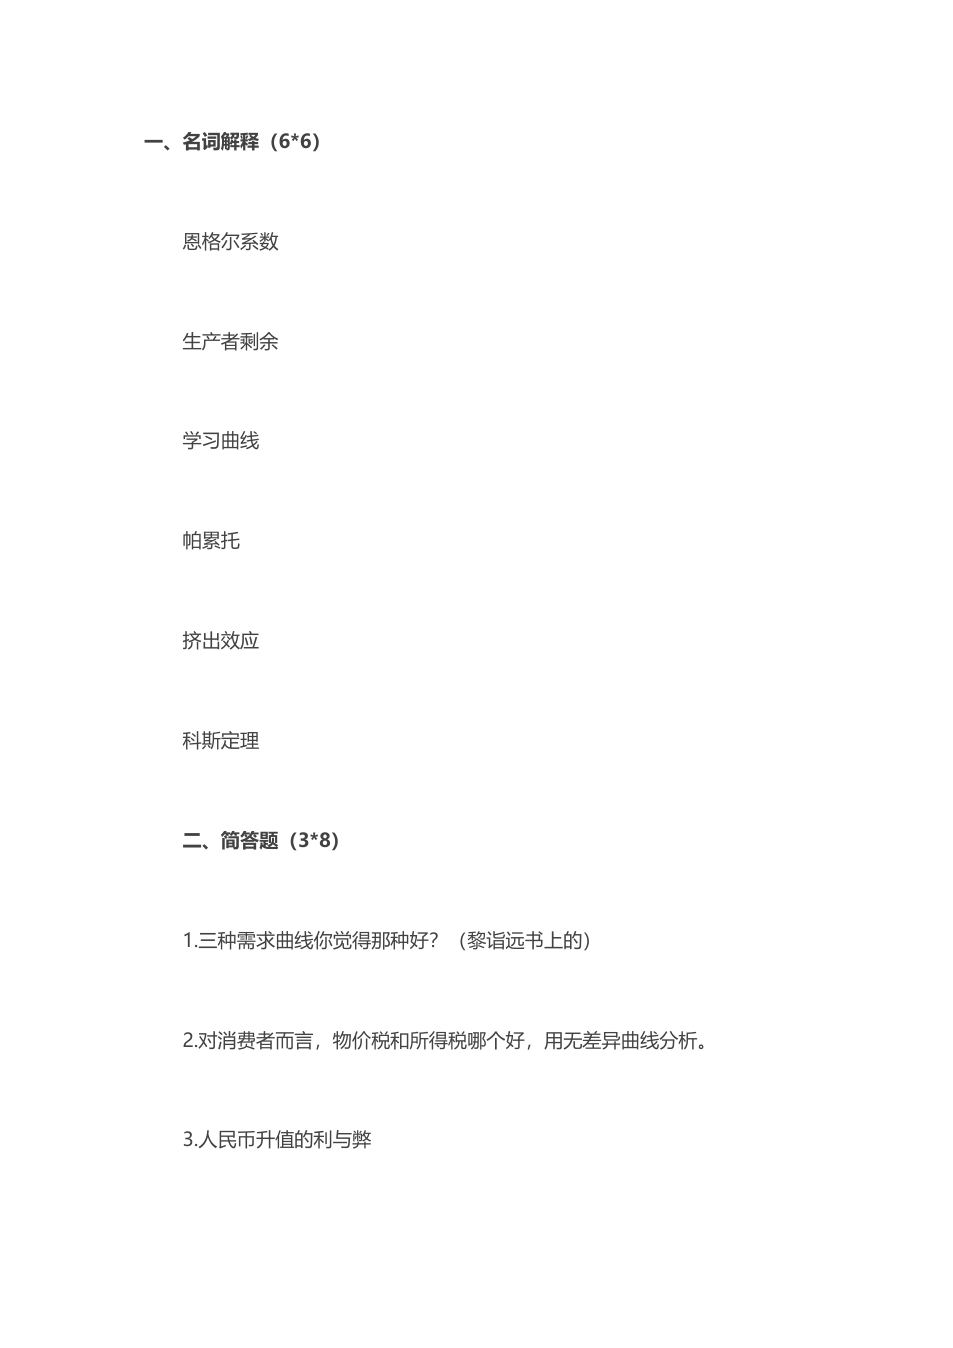 一、名词解释（6*6）
恩格尔系数
生产者剩余
学习曲线
帕累托
挤出效应
科斯定理
二、简答题（3*8）
1.三种需求曲线你觉得那种好？（黎诣远书上的）
2.对消费者而言，物价税和所得税哪个好，用无差异曲线分析。
3.人民币升值的利与弊